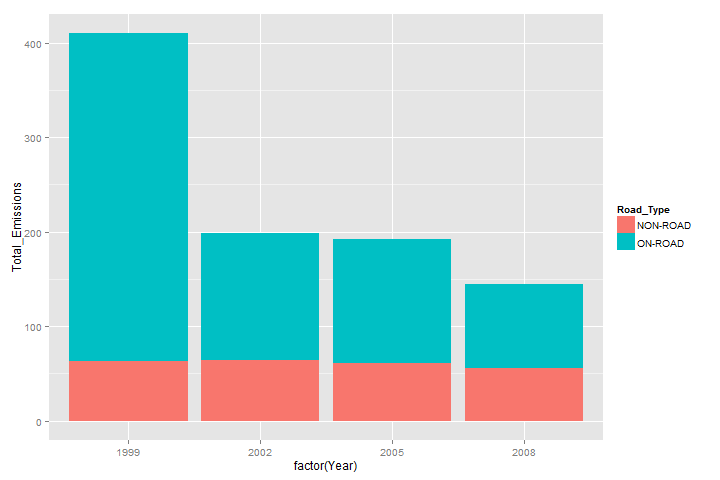 400
300
200
100
0
Total_Emissions
1999
2002
2005
2008
factor(Year)
Road_Type
NON-ROAD
ON-ROAD